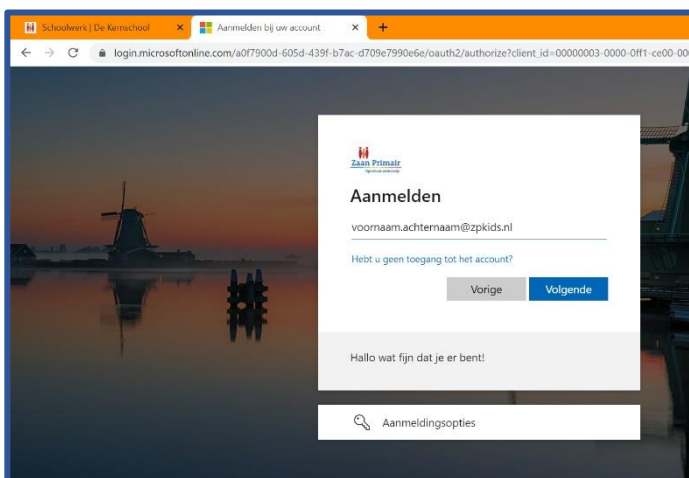 Schoolwerk | De Kernschool
Aanmelden bij uw account
login.microsoftonline.com/a0f7900d-605d-439f-b7ac-d709e7990e6e/oauth2/authorize?client_id=00000003-0000-0ff1-ce00-00
Zaan Primair
Aanmelden
voornaam.achternaam@zpkids.nl
Hebt u geen toegang tot het account?
Vorige
Volgende
Hallo wat fijn dat je er bent!
Aanmeldingsopties